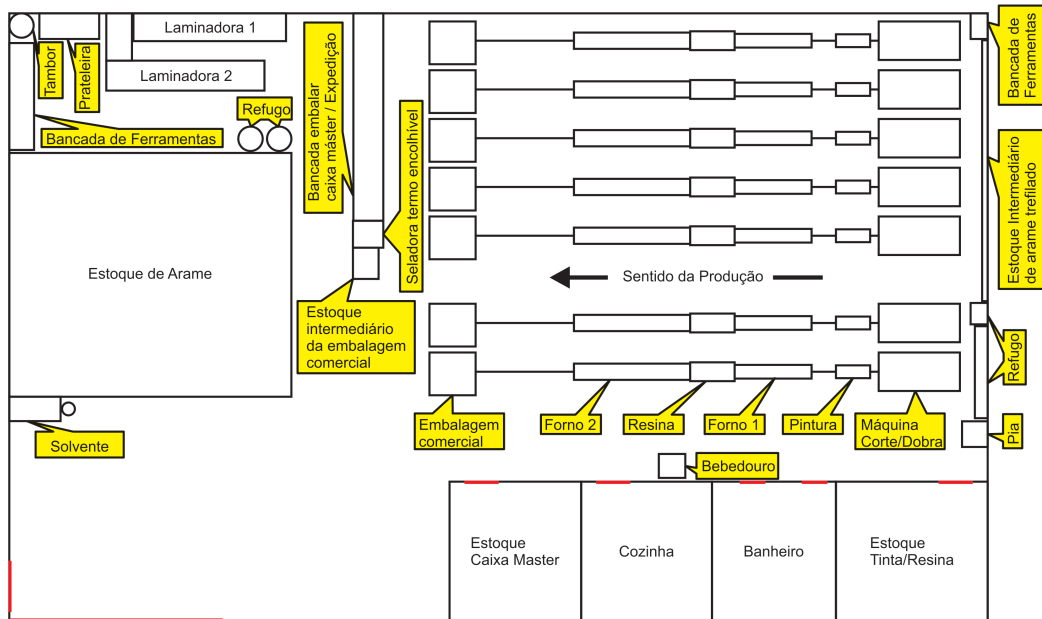 Laminadora 1
Laminadora 2
Tambor
Prateleira
Refugo
Bancada de Ferramentas
Bancada embalar
caixa máster / Expedição
Seladora termo encolhível
Estoque de Arame
Estoque
intermediário
da embalagem
comercial
Solvente
Sentido da Produção
Bancada de
Ferramentas
Estoque Intermediário
de arame trefilado
Refugo
Pia
Embalagem
comercial
Forno 2
Resina
Forno 1
Pintura
Máquina
Corte/Dobra
Bebedouro
Estoque
Caixa Master
Cozinha
Banheiro
Estoque
Tinta/Resina